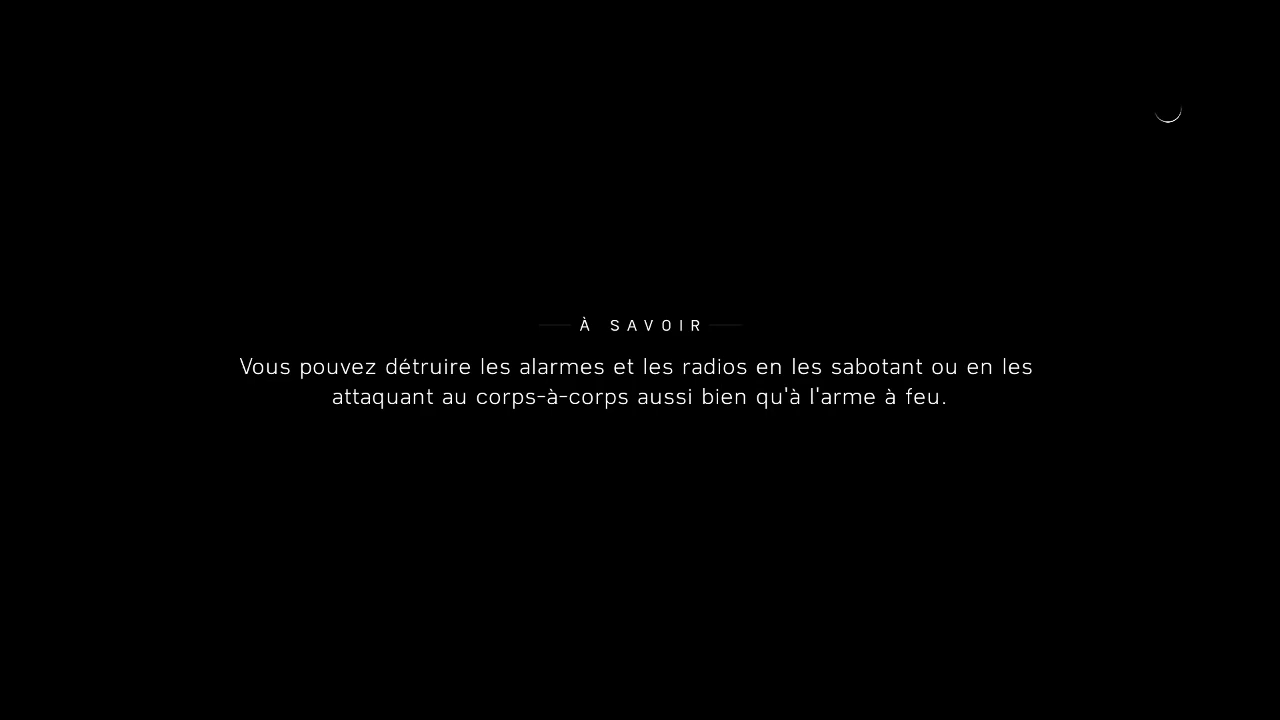 À SAVOIR
Vous pouvez détruire les alarmes et les radios en les sabotant ou en les
attaquant au corps-à-corps aussi bien qu'à l'arme à feu.